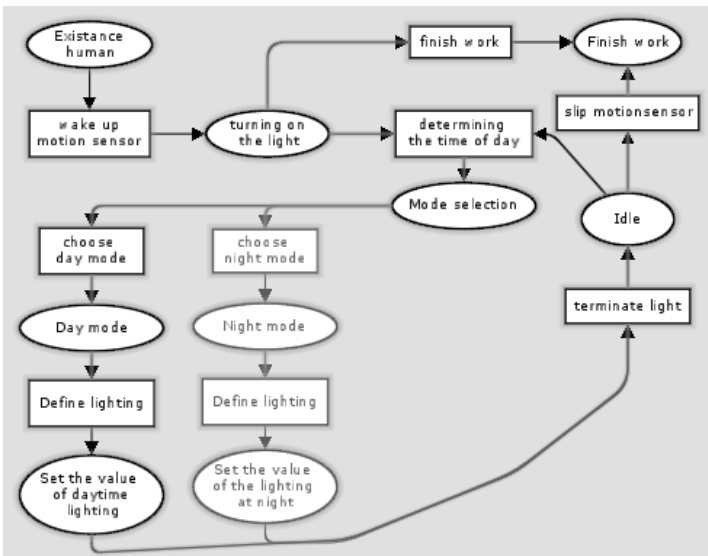 Existance
human
finish work
Finish work
wake up
motion sensor
turning on
the light
determining
the time of day
slip motionsensor
Mode selection
Idle
choose
day mode
choose
night mode
terminate light
Day mode
Night mode
Define lighting
Define lighting
Set the value
of daytime
lighting
Set the value
of the lighting
at night